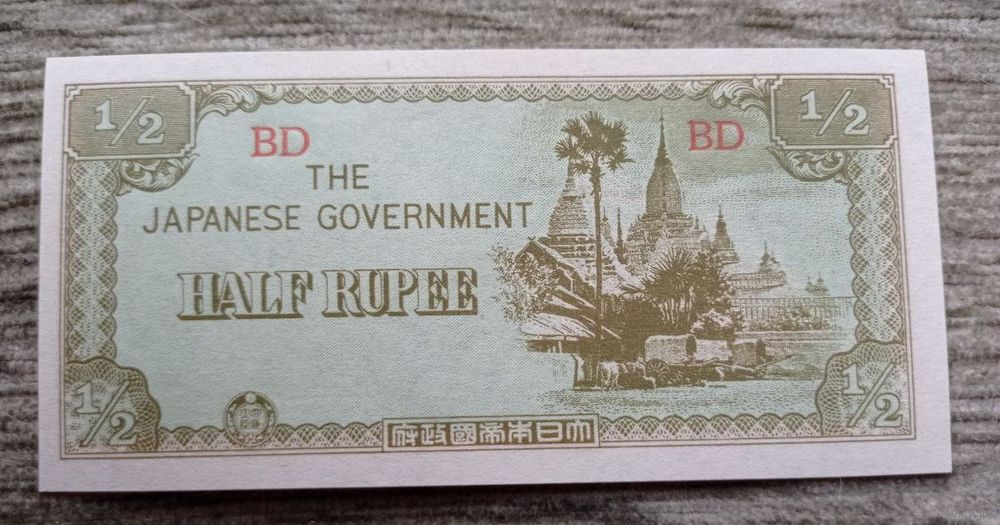 1/2
1/2
BD
BD
THE
JAPANESE GOVERNMENT
HALF RUPEE
1/2
1/2
府政國帝本日大